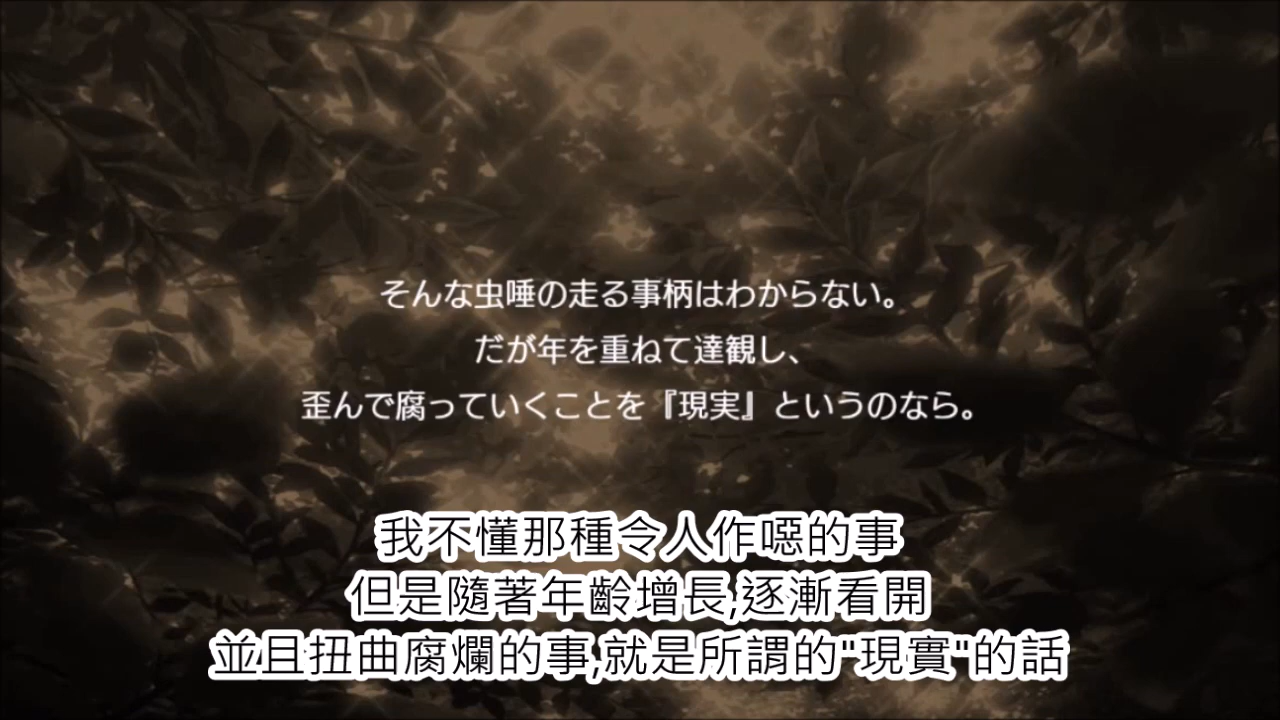 そんな虫唾の走る事柄はわからない。
だが年を重ねて達観し、
歪んで腐っていくことを『現実』というのなら。
我不懂那種令人作噁的事
但是隨著年齡增長,逐漸看開
並且扭曲腐爛的事,就是所謂的"現實"的話